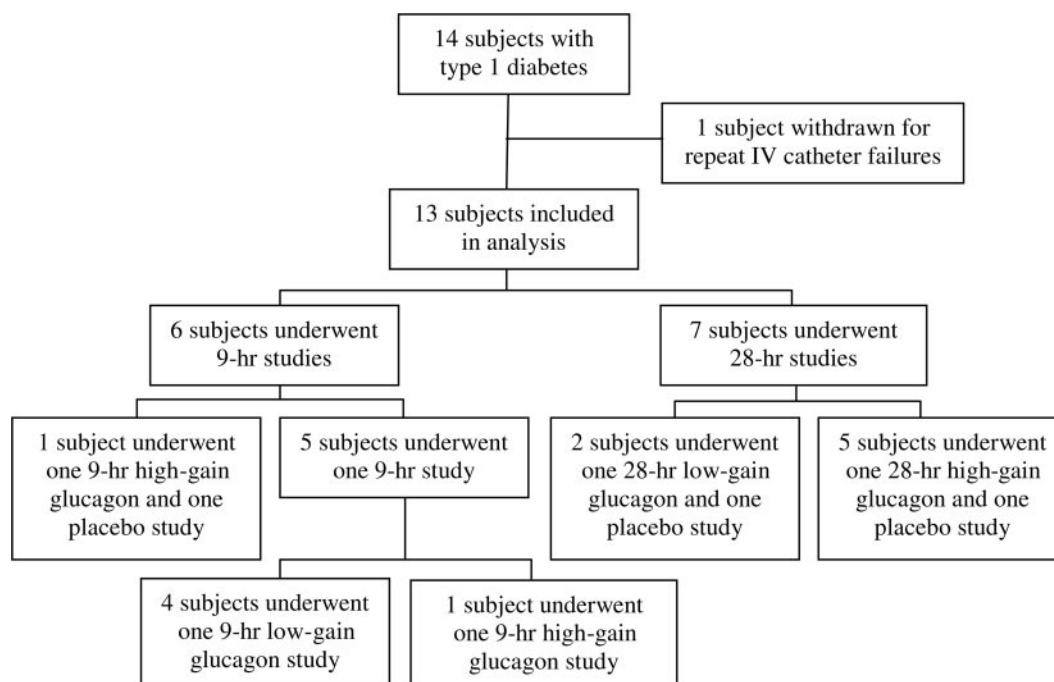 14 subjects with
type 1 diabetes
1 subject withdrawn for
repeat IV catheter failures
13 subjects included
in analysis
6 subjects underwent
9-hr studies
7 subjects underwent
28-hr studies
1 subject underwent
one 9-hr high-gain
glucagon and one
placebo study
5 subjects underwent
one 9-hr study
2 subjects underwent
one 28-hr low-gain
glucagon and one
placebo study
5 subjects underwent
one 28-hr high-gain
glucagon and one
placebo study
4 subjects underwent
one 9-hr low-gain
glucagon study
1 subject underwent
one 9-hr high-gain
glucagon study